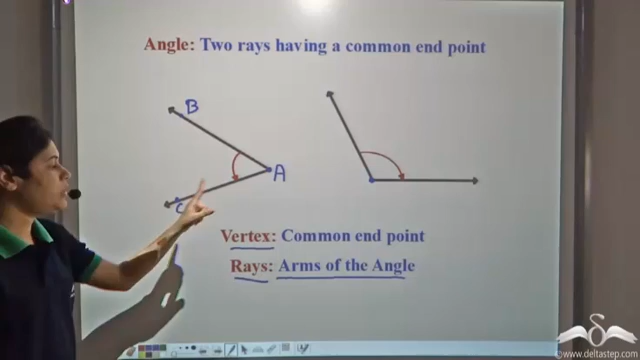 Angle: Two rays having a common end point
B
A
C
Vertex: Common end point
Rays: Arms of the Angle
©www.deltastep.com